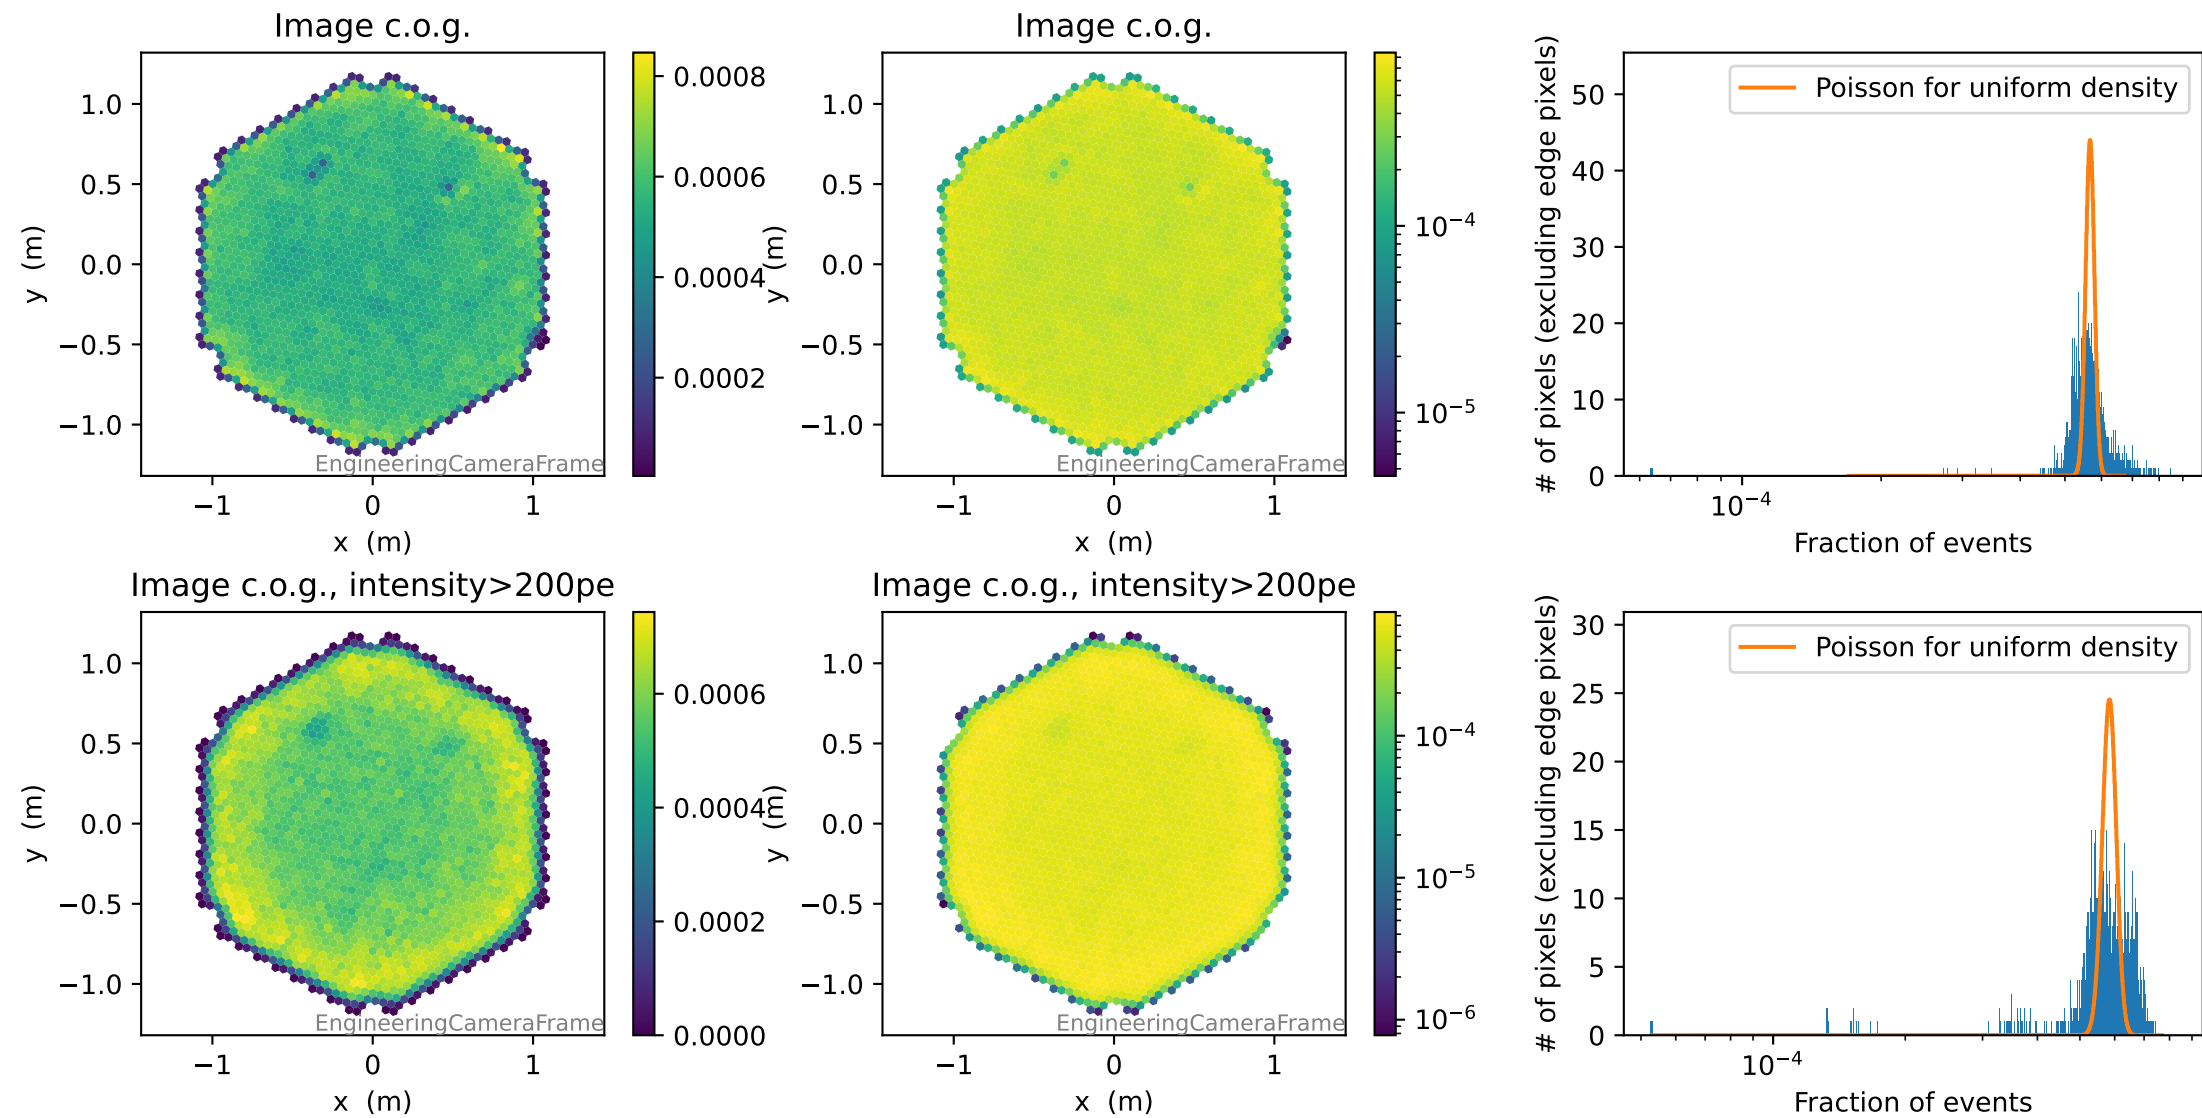 Image c.o.g.
1.0
0.5
0.0
−0.5
−1.0
y (m)
−1
0
1
x (m)
EngineeringCameraFrame
0.0008
0.0006
0.0004
0.0002
Image c.o.g.
1.0
0.5
0.0
−0.5
−1.0
y (m)
−1
0
1
x (m)
EngineeringCameraFrame
10⁻⁴
10⁻⁵
# of pixels (excluding edge pixels)
50
40
30
20
10
0
Poisson for uniform density
10⁻⁴
Fraction of events
Image c.o.g., intensity>200pe
1.0
0.5
0.0
−0.5
−1.0
y (m)
−1
0
1
x (m)
EngineeringCameraFrame
0.0006
0.0004
0.0002
0.0000
Image c.o.g., intensity>200pe
1.0
0.5
0.0
−0.5
−1.0
y (m)
−1
0
1
x (m)
EngineeringCameraFrame
10⁻⁴
10⁻⁵
10⁻⁶
# of pixels (excluding edge pixels)
30
25
20
15
10
5
0
Poisson for uniform density
10⁻⁴
Fraction of events